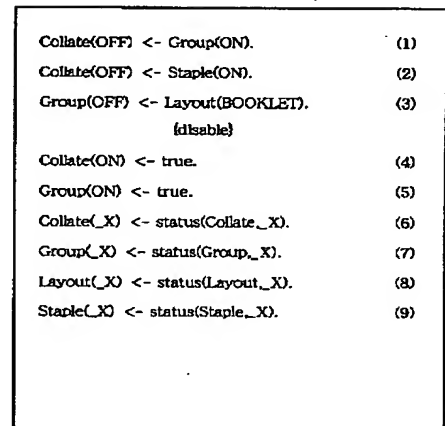 Collate(OFF) <- Group(ON). (1)
Collate(OFF) <- Staple(ON). (2)
Group(OFF) <- Layout(BOOKLET). (3)
{disable}
Collate(ON) <- true. (4)
Group(ON) <- true. (5)
Collate(_X) <- status(Collate,_X). (6)
Group(_X) <- status(Group,_X). (7)
Layout(_X) <- status(Layout,_X). (8)
Staple(_X) <- status(Staple,_X). (9)